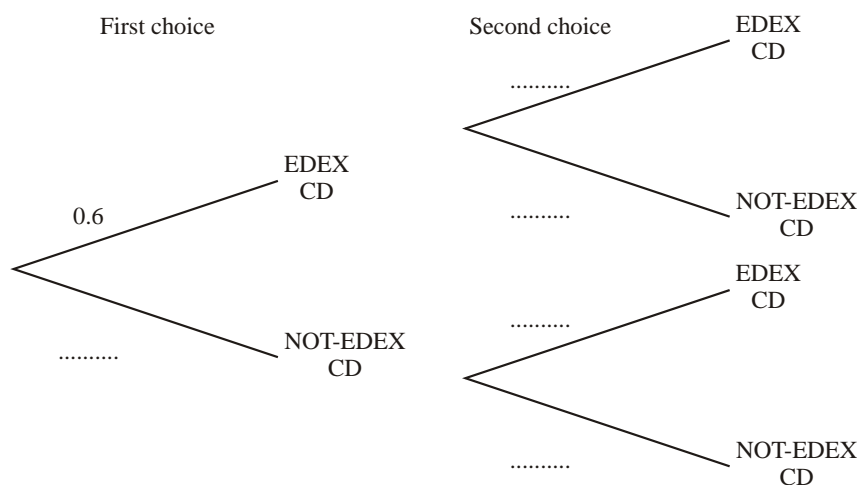 First choice
Second choice
EDEX
CD
..........
EDEX
CD
0.6
NOT-EDEX
CD
..........
EDEX
CD
..........
NOT-EDEX
CD
..........
NOT-EDEX
CD
..........